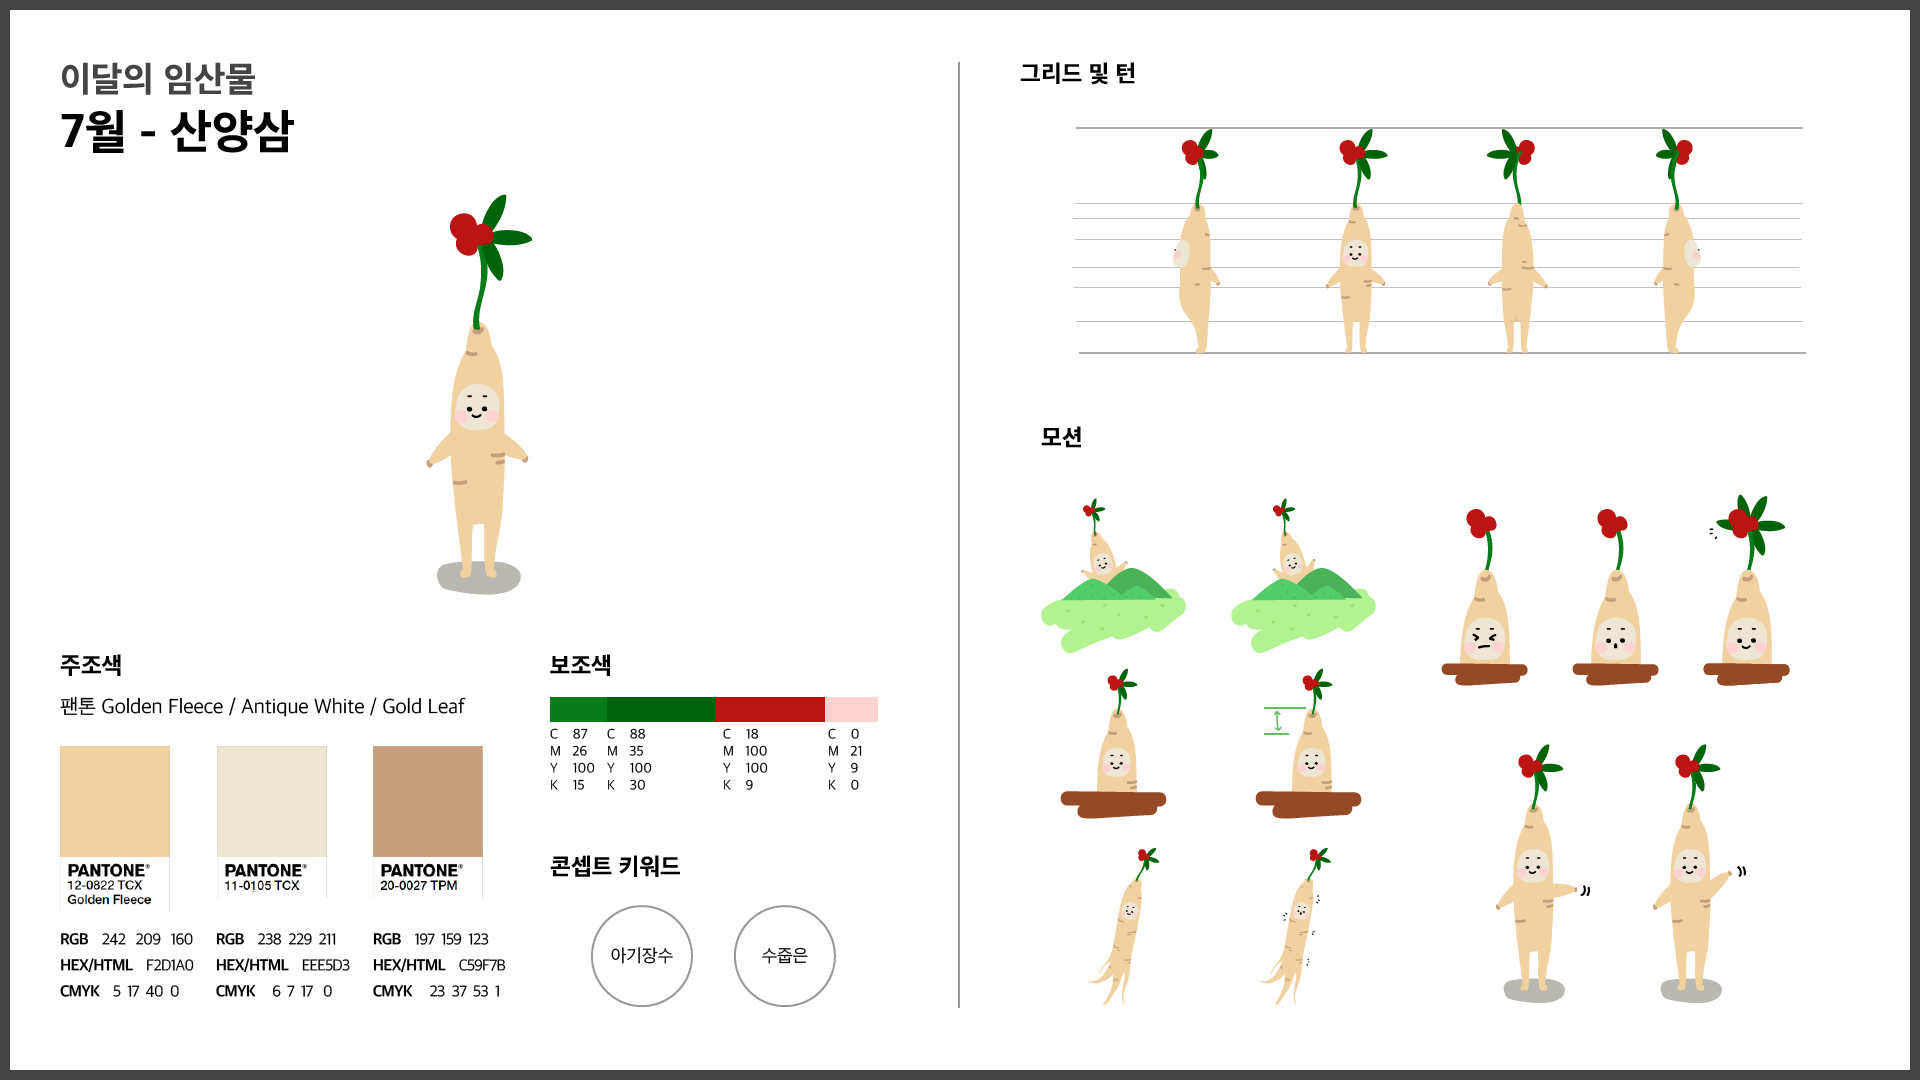 이달의 임산물
7월 - 산양삼
주조색
팬톤 Golden Fleece / Antique White / Gold Leaf
PANTONE®
12-0822 TCX
Golden Fleece
PANTONE®
11-0105 TCX
PANTONE®
20-0027 TPM
RGB 242 209 160
HEX/HTML F2D1A0
CMYK 5 17 40 0
RGB 238 229 211
HEX/HTML EEE5D3
CMYK 6 7 17 0
RGB 197 159 123
HEX/HTML C59F7B
CMYK 23 37 53 1
보조색
C 87
M 26
Y 100
K 15
C 88
M 35
Y 100
K 30
C 18
M 100
Y 100
K 9
C 0
M 21
Y 9
K 0
콘셉트 키워드
아기장수
수줍은
그리드 및 턴
모션